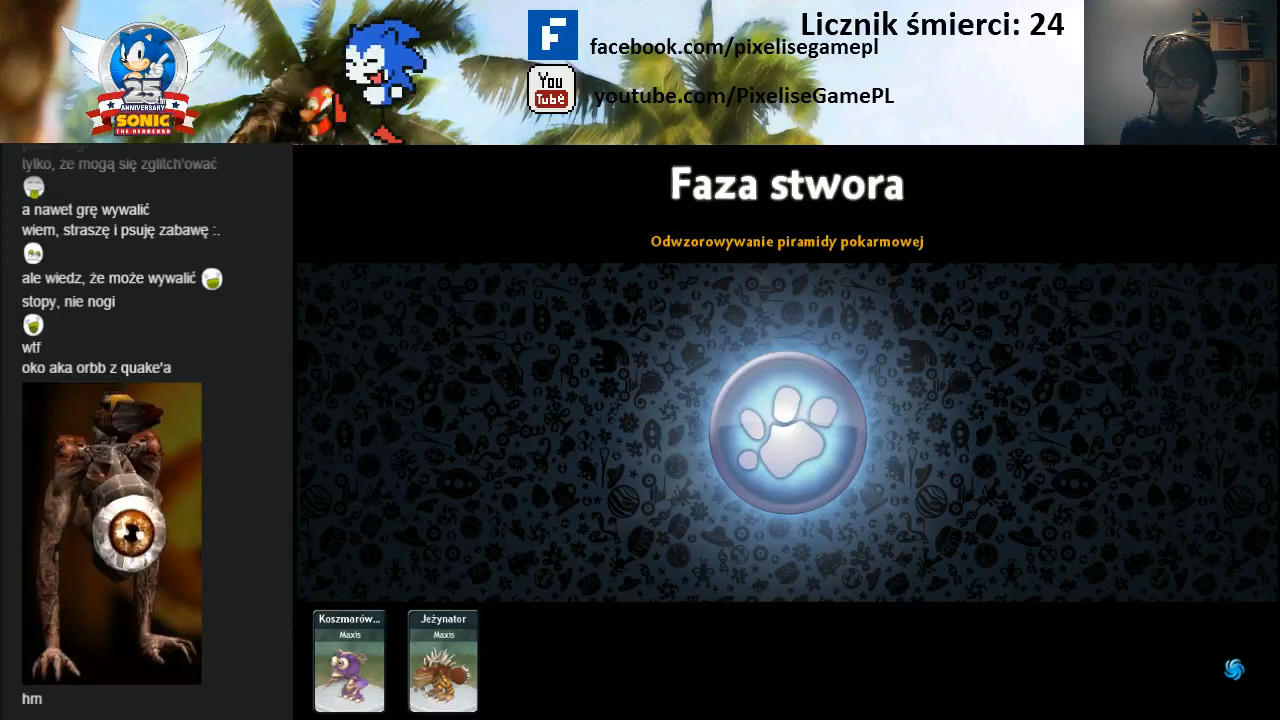 Licznik śmierci: 24
F
facebook.com/pixelisegamepl
You
Tube
youtube.com/PixeliseGamePL
25th
ANNIVERSARY
SONIC
THE HEDGEHOG
tylko, że mogą się zglitch'ować
a nawet grę wywalić
wiem, straszę i psuję zabawę :.
ale wiedz, że może wywalić
stopy, nie nogi
wtf
oko aka orbb z quake'a
hm
Faza stwora
Odwzorowywanie piramidy pokarmowej
Koszmarów...
Maxis
Jeżynator
Maxis